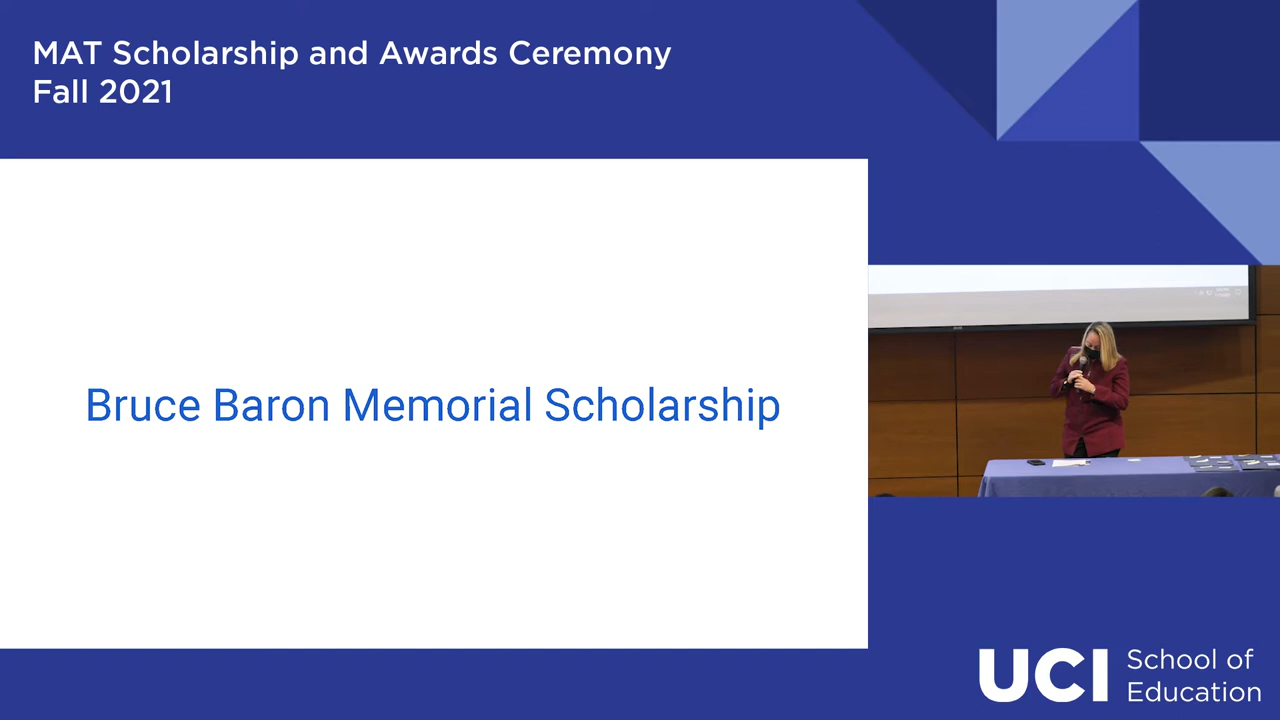 MAT Scholarship and Awards Ceremony
Fall 2021
Bruce Baron Memorial Scholarship
UCI School of
Education